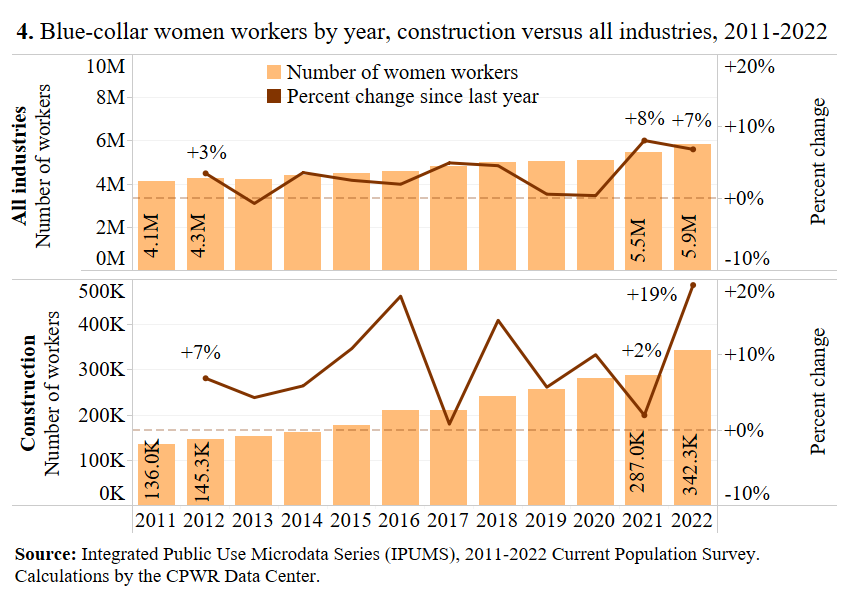 4. Blue-collar women workers by year, construction versus all industries, 2011-2022
Number of women workers
Percent change since last year
All industries
Number of workers
10M
8M
6M
4M
2M
0M
+3%
+8% +7%
4.1M
4.3M
5.5M
5.9M
+20%
+10%
+0%
-10%
Percent change
Construction
Number of workers
500K
400K
300K
200K
100K
0K
+7%
+2%
+19%
136.0K
145.3K
287.0K
342.3K
+20%
+10%
+0%
-10%
Percent change
2011 2012 2013 2014 2015 2016 2017 2018 2019 2020 2021 2022
Source: Integrated Public Use Microdata Series (IPUMS), 2011-2022 Current Population Survey.
Calculations by the CPWR Data Center.